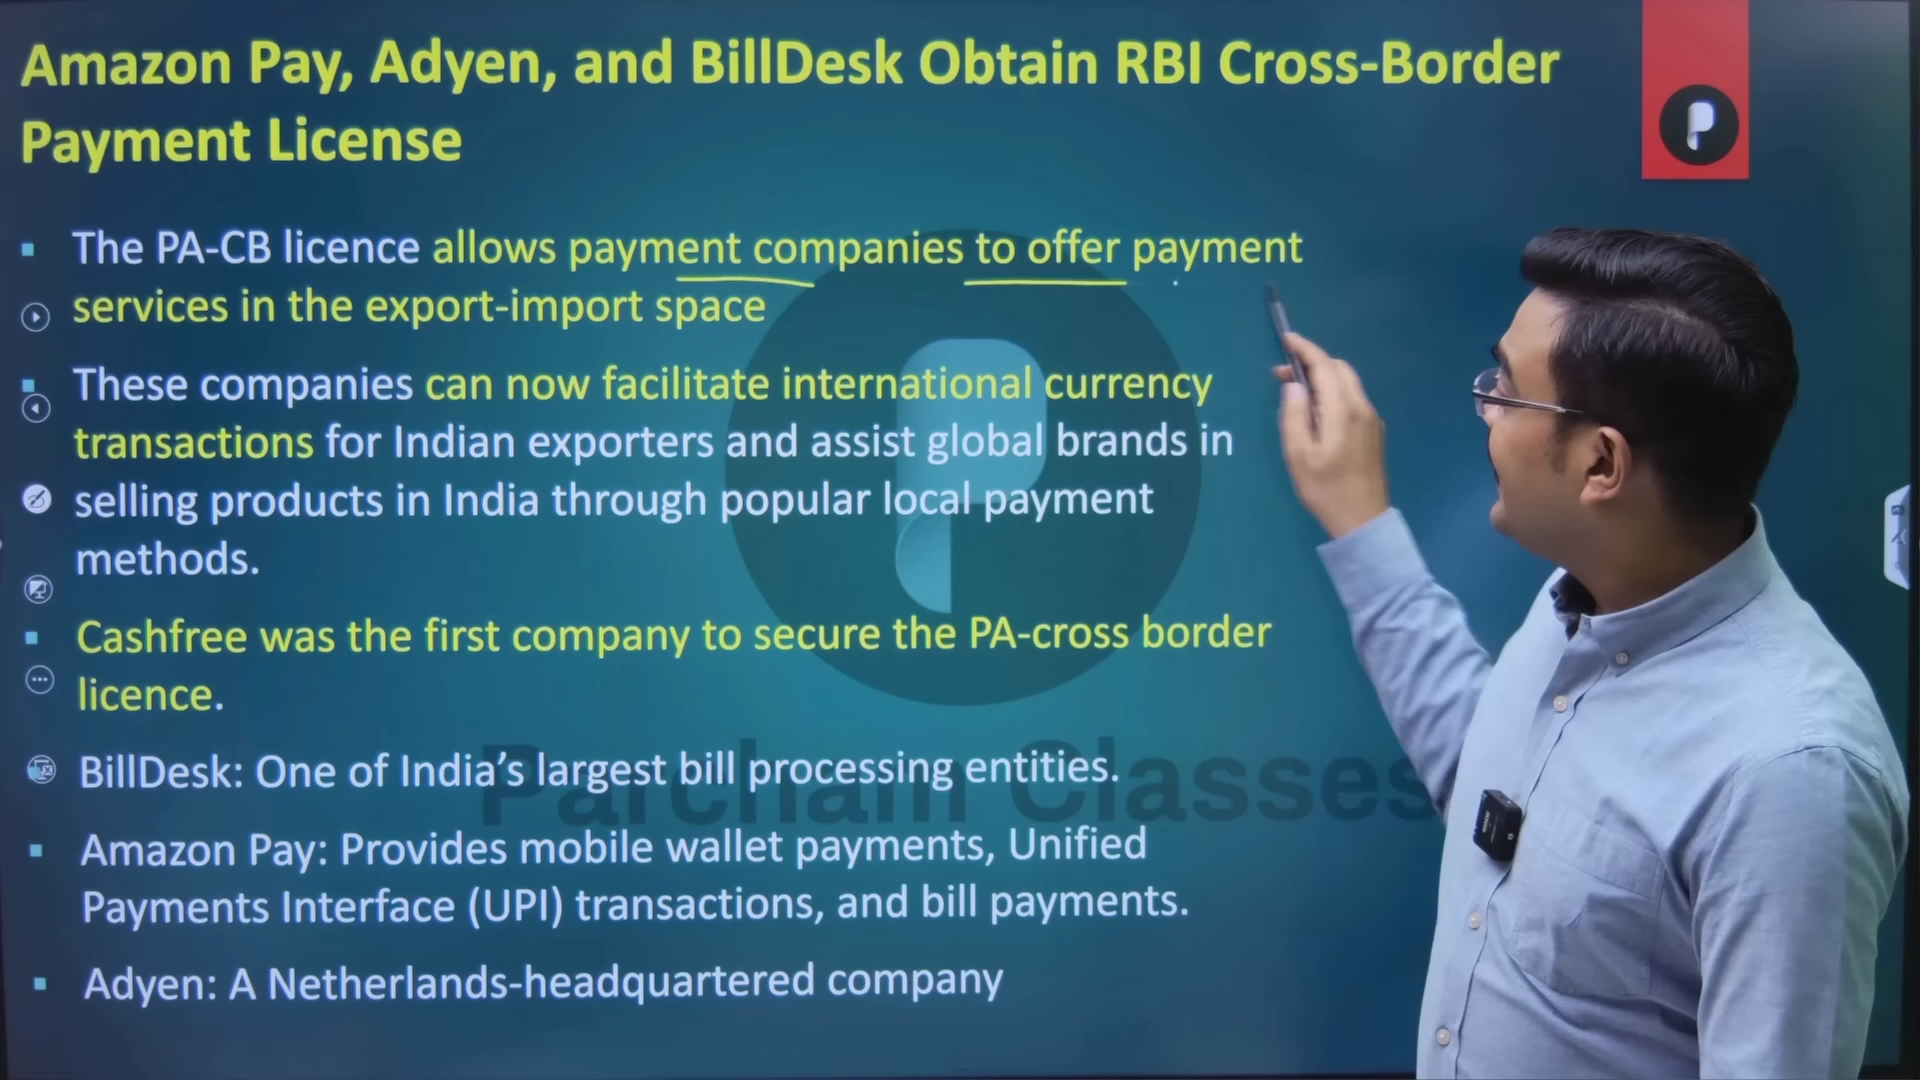 Amazon Pay, Adyen, and BillDesk Obtain RBI Cross-Border
Payment License
The PA-CB licence allows payment companies to offer payment
services in the export-import space
These companies can now facilitate international currency
transactions for Indian exporters and assist global brands in
selling products in India through popular local payment
methods.
Cashfree was the first company to secure the PA-cross border
licence.
BillDesk: One of India’s largest bill processing entities.
Parcham Classes
Amazon Pay: Provides mobile wallet payments, Unified
Payments Interface (UPI) transactions, and bill payments.
Adyen: A Netherlands-headquartered company